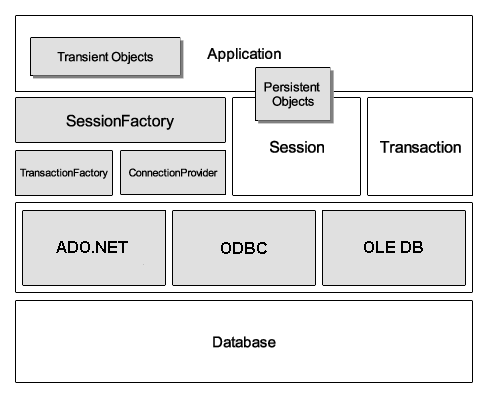 Transient Objects
Application
Persistent
Objects
SessionFactory
Session
Transaction
TransactionFactory
ConnectionProvider
ADO.NET
ODBC
OLE DB
Database